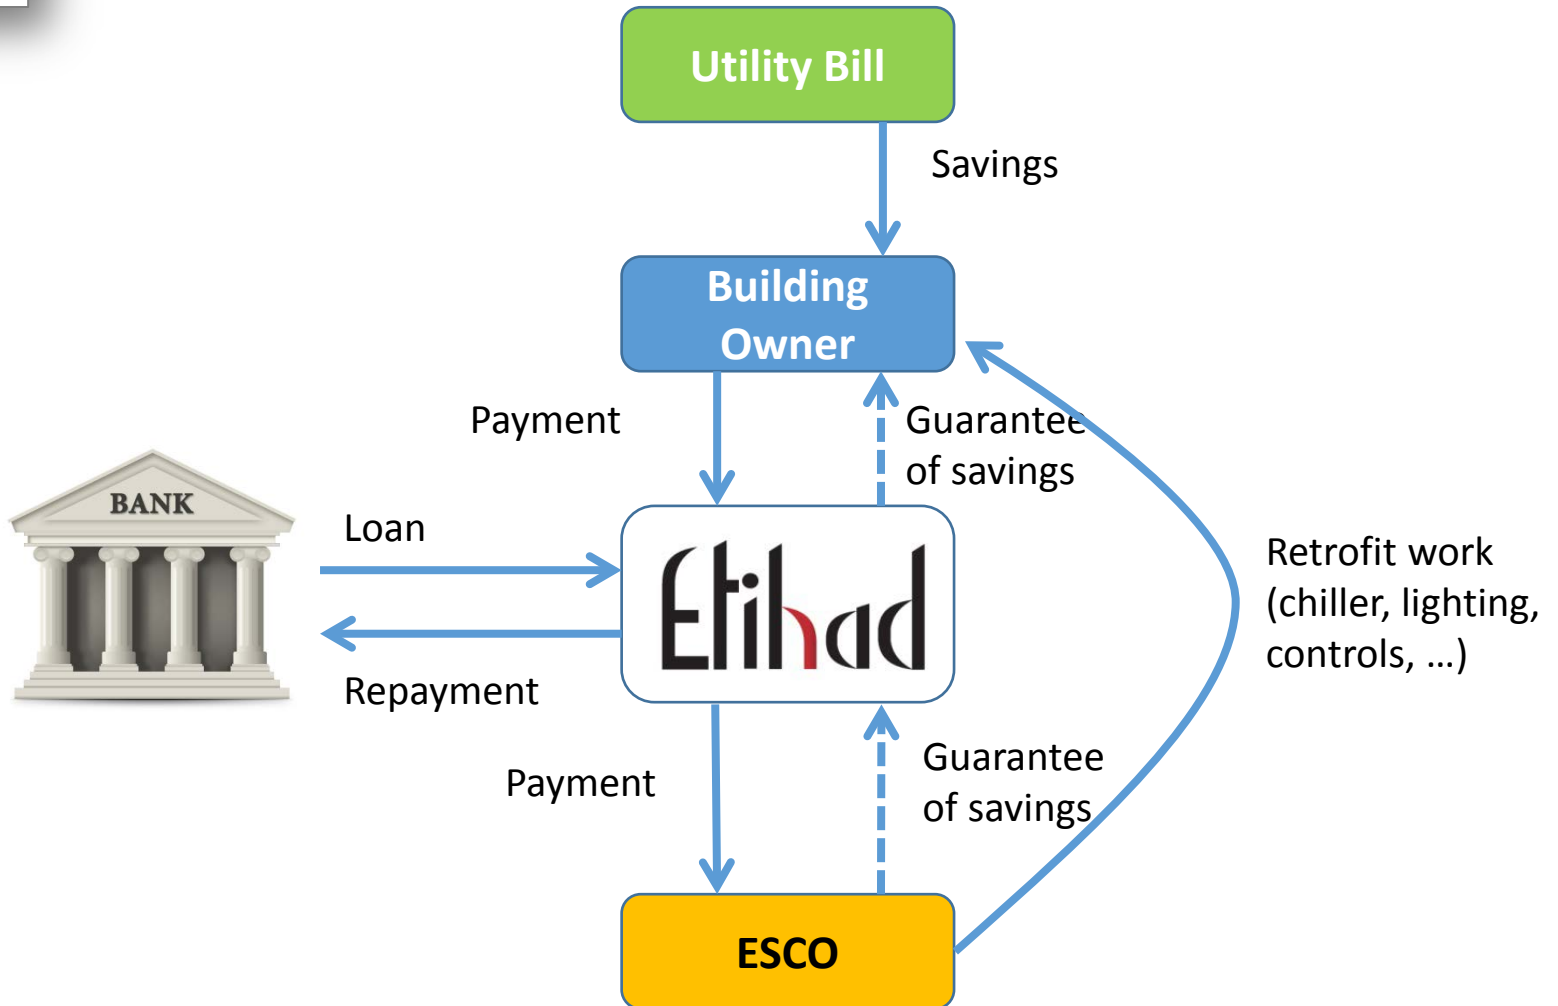 Utility Bill
Savings
Building
Owner
Payment
Guarantee
of savings
BANK
Loan
Etihad
Retrofit work
(chiller, lighting,
controls, ...)
Repayment
Payment
Guarantee
of savings
ESCO